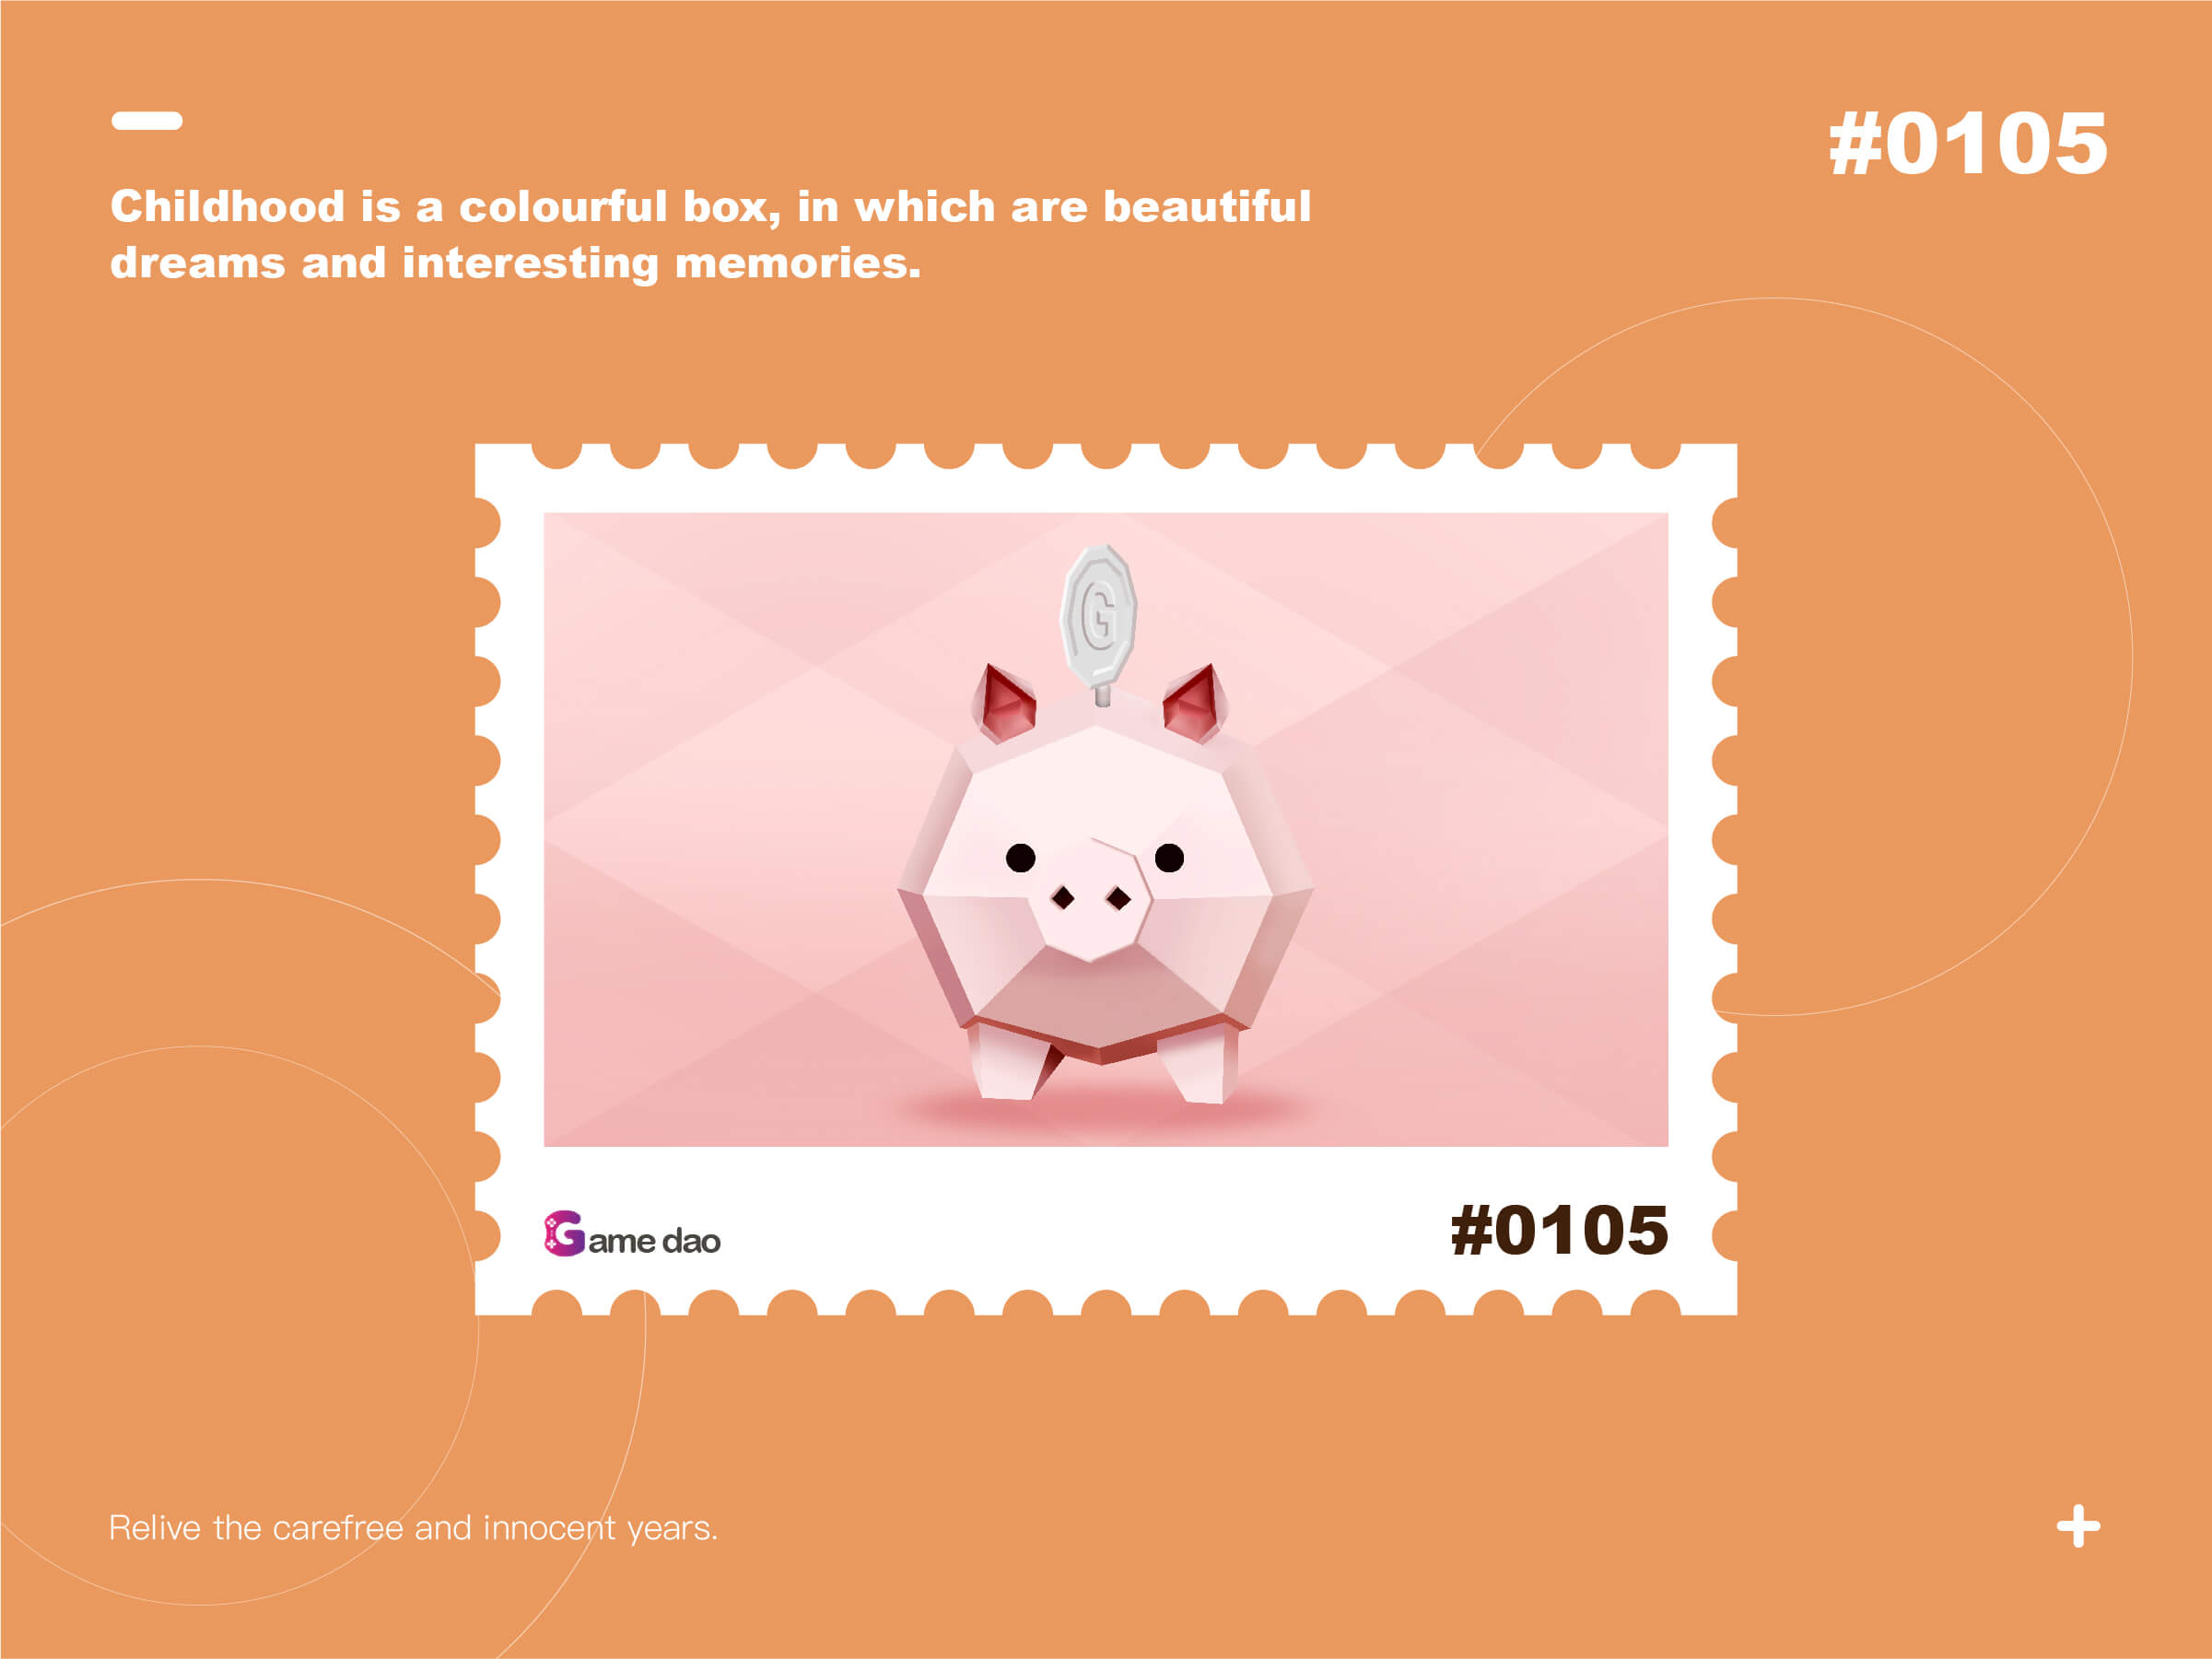 #0105
Childhood is a colourful box, in which are beautiful
dreams and interesting memories.
G
Game dao
#0105
Relive the carefree and innocent years.